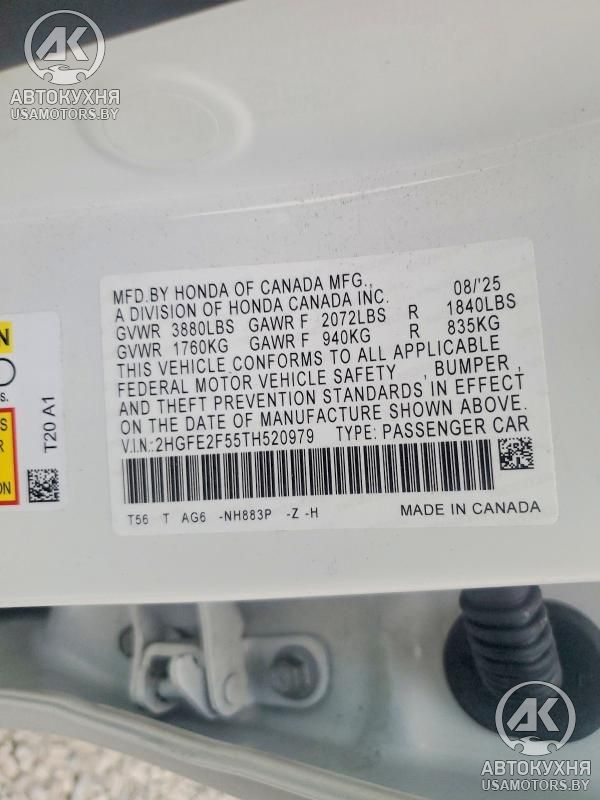 AK
АВТОКУХНЯ
USAMOTORS.BY
MFD.BY HONDA OF CANADA MFG., 08/'25
A DIVISION OF HONDA CANADA INC.
GVWR 3880LBS GAWR F 2072LBS R 1840LBS
GVWR 1760KG GAWR F 940KG R 835KG
THIS VEHICLE CONFORMS TO ALL APPLICABLE
FEDERAL MOTOR VEHICLE SAFETY , BUMPER ,
AND THEFT PREVENTION STANDARDS IN EFFECT
ON THE DATE OF MANUFACTURE SHOWN ABOVE.
V.I.N.:2HGFE2F55TH520979 TYPE: PASSENGER CAR
T56 T AG6 -NH883P -Z -H MADE IN CANADA
T20 A1
AK
АВТОКУХНЯ
USAMOTORS.BY